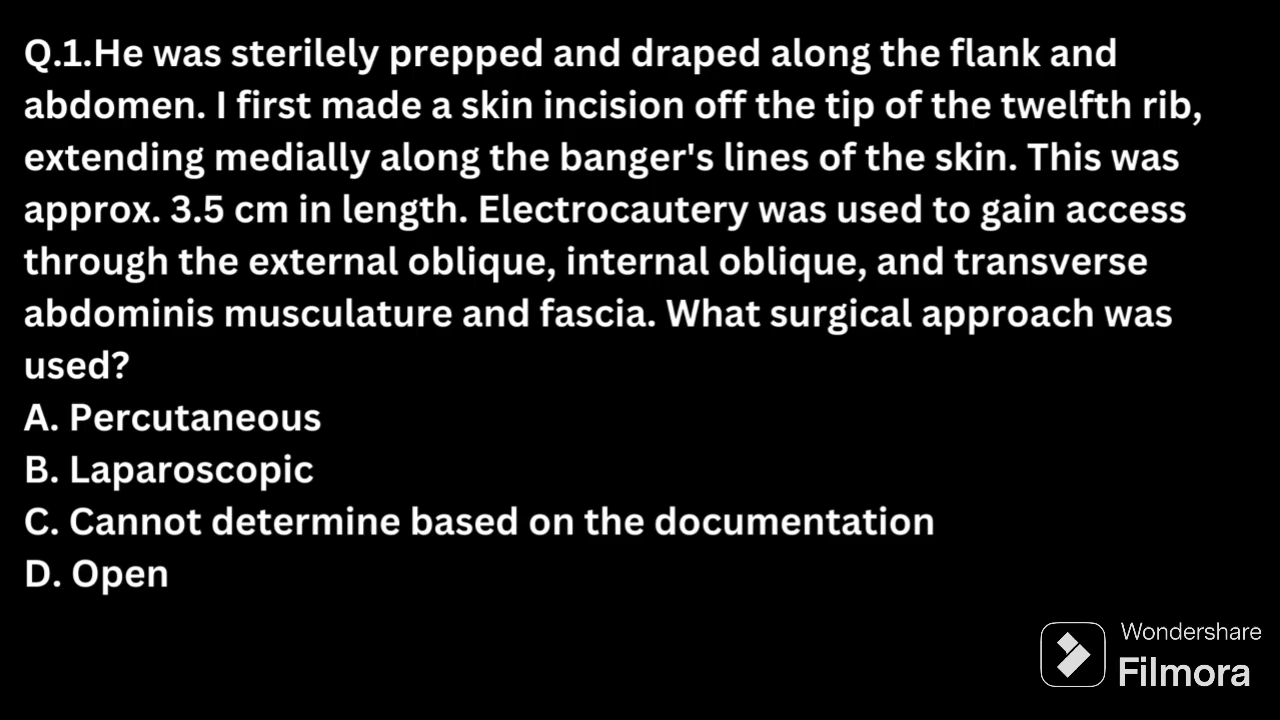 Q.1.He was sterilely prepped and draped along the flank and
abdomen. I first made a skin incision off the tip of the twelfth rib,
extending medially along the banger's lines of the skin. This was
approx. 3.5 cm in length. Electrocautery was used to gain access
through the external oblique, internal oblique, and transverse
abdominis musculature and fascia. What surgical approach was
used?
A. Percutaneous
B. Laparoscopic
C. Cannot determine based on the documentation
D. Open
Wondershare
Filmora